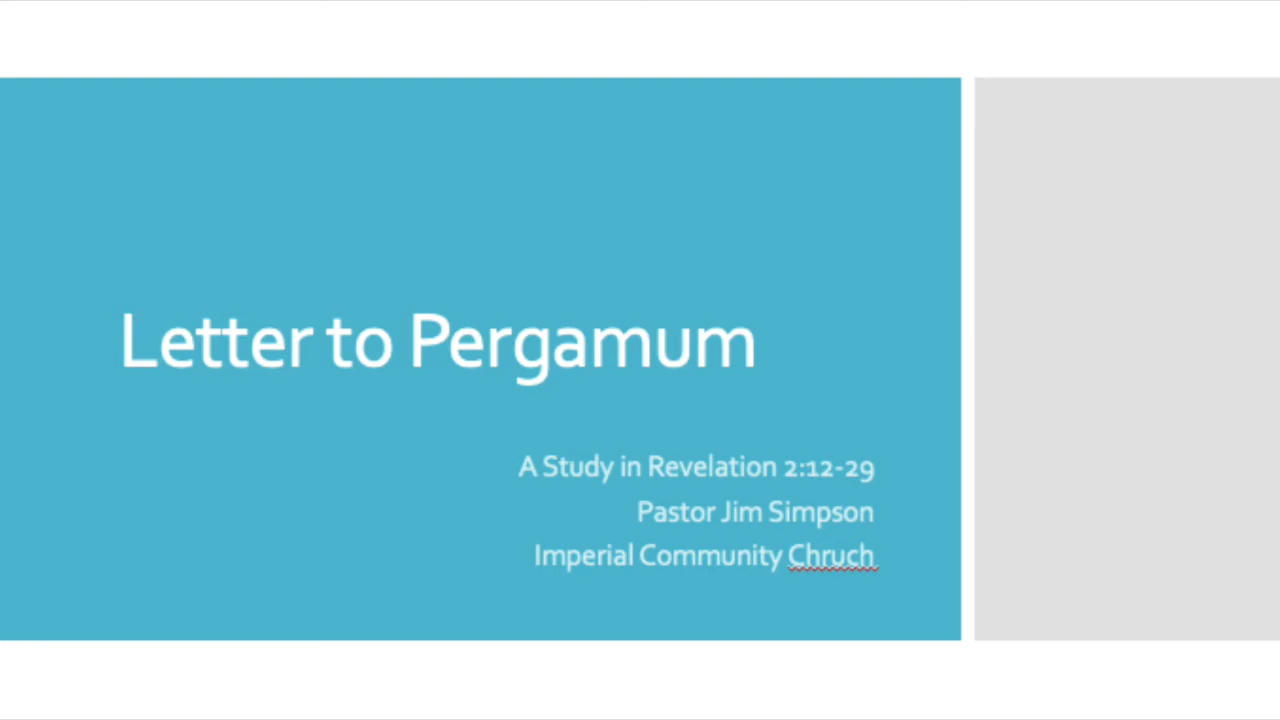 Letter to Pergamum
A Study in Revelation 2:12-29
Pastor Jim Simpson
Imperial Community Chruch